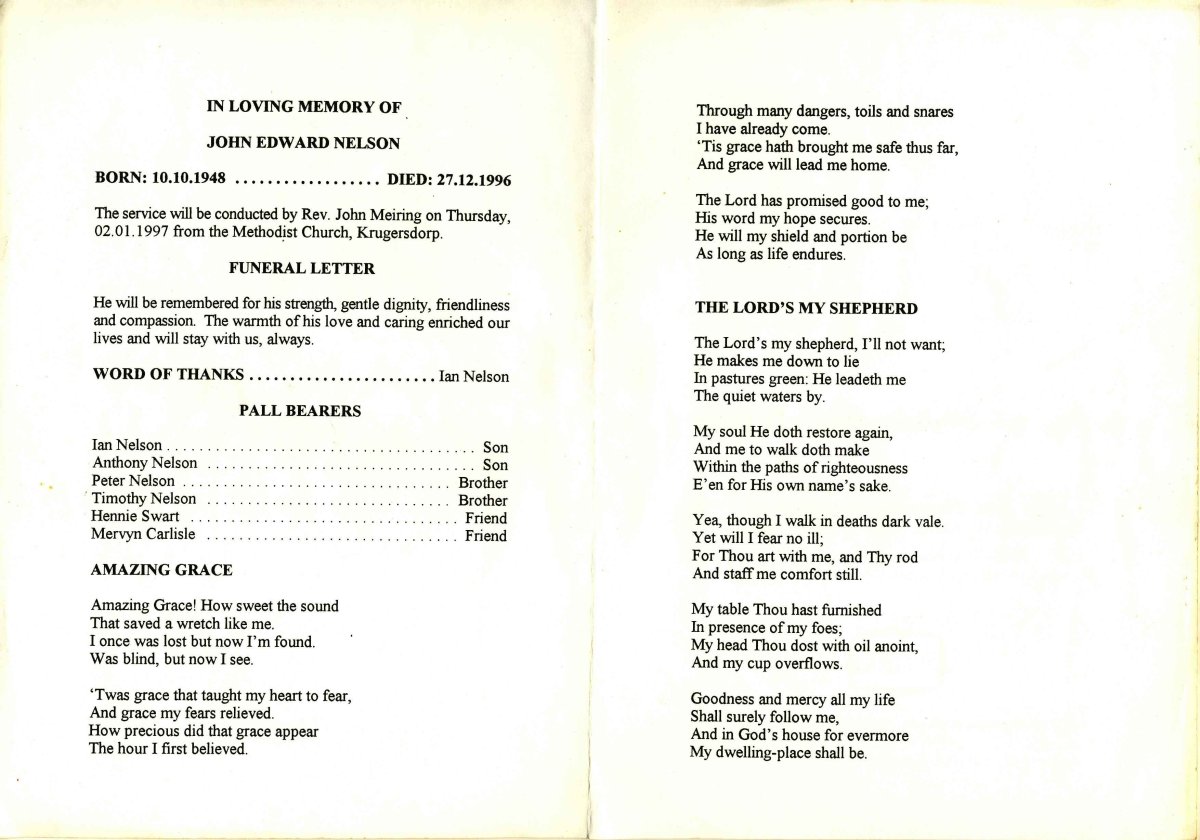 IN LOVING MEMORY OF
JOHN EDWARD NELSON
BORN: 10.10.1948 .................. DIED: 27.12.1996
The service will be conducted by Rev. John Meiring on Thursday,
02.01.1997 from the Methodist Church, Krugersdorp.
FUNERAL LETTER
He will be remembered for his strength, gentle dignity, friendliness
and compassion. The warmth of his love and caring enriched our
lives and will stay with us, always.
WORD OF THANKS ....................... Ian Nelson
PALL BEARERS
Ian Nelson ....................................... Son
Anthony Nelson .................................. Son
Peter Nelson .................................. Brother
Timothy Nelson ............................... Brother
Hennie Swart .................................. Friend
Mervyn Carlisle ................................ Friend
AMAZING GRACE
Amazing Grace! How sweet the sound
That saved a wretch like me.
I once was lost but now I'm found.
Was blind, but now I see.
‘Twas grace that taught my heart to fear,
And grace my fears relieved.
How precious did that grace appear
The hour I first believed.
Through many dangers, toils and snares
I have already come.
‘Tis grace hath brought me safe thus far,
And grace will lead me home.
The Lord has promised good to me;
His word my hope secures.
He will my shield and portion be
As long as life endures.
THE LORD'S MY SHEPHERD
The Lord's my shepherd, I'll not want;
He makes me down to lie
In pastures green: He leadeth me
The quiet waters by.
My soul He doth restore again,
And me to walk doth make
Within the paths of righteousness
E'en for His own name's sake.
Yea, though I walk in deaths dark vale.
Yet will I fear no ill;
For Thou art with me, and Thy rod
And staff me comfort still.
My table Thou hast furnished
In presence of my foes;
My head Thou dost with oil anoint,
And my cup overflows.
Goodness and mercy all my life
Shall surely follow me,
And in God's house for evermore
My dwelling-place shall be.